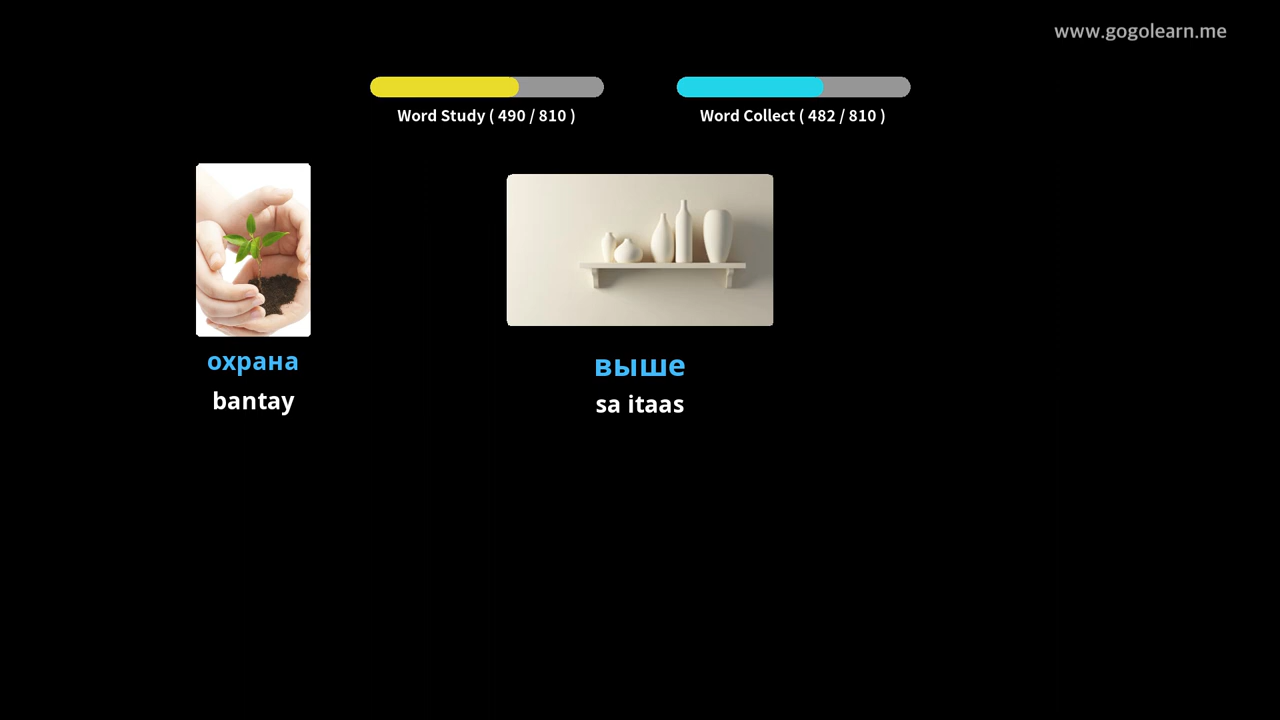 www.gogolearn.me
Word Study ( 490 / 810 )
Word Collect ( 482 / 810 )
охрана
bantay
выше
sa itaas